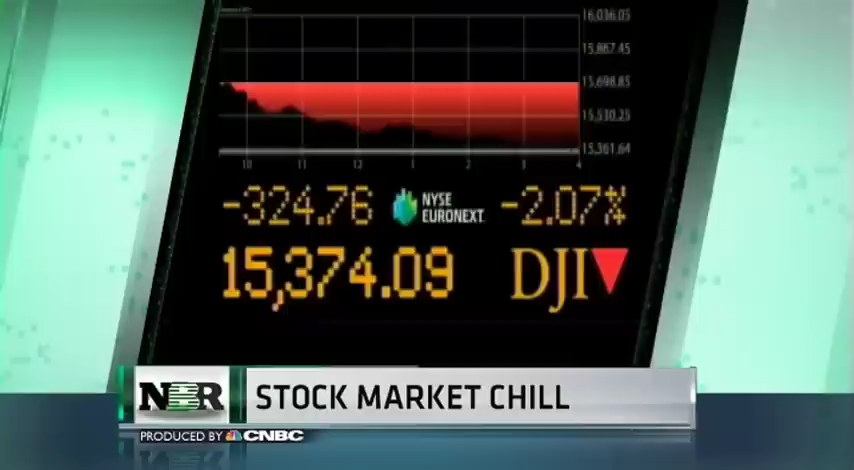 16,036.05
15,867.45
15,698.85
15,530.25
15,361.64
10 11 12 1 2 3 4
-324.76 NYSE EURONEXT. -2.07%
15,374.09 DJI
NBR STOCK MARKET CHILL
PRODUCED BY CNBC